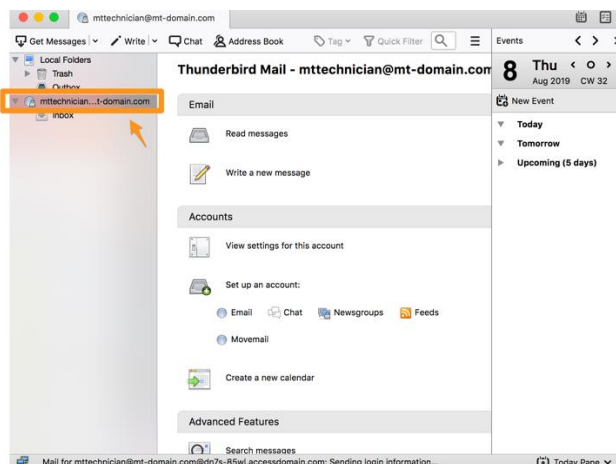 mttechnician@mt-domain.com
Get Messages Write Chat Address Book Tag Quick Filter
Local Folders
Trash
Outbox
mttechnician...t-domain.com
Inbox
Thunderbird Mail - mttechnician@mt-domain.com
Email
Read messages
Write a new message
Accounts
View settings for this account
Set up an account:
Email Chat Newsgroups Feeds
Movemail
Create a new calendar
Advanced Features
Search messages
Events
8 Thu
Aug 2019 CW 32
New Event
Today
Tomorrow
Upcoming (5 days)
Mail for mttechnician@mt-domain.com@dn7s-85wl.accessdomain.com: Sending login information... Today Pane